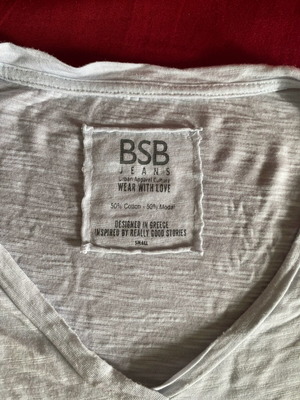 BSB
JEANS
Urban Apparel Culture
WEAR WITH LOVE
50% Cotton - 50% Modal
DESIGNED IN GREECE
INSPIRED BY REALLY GOOD STORIES
SMALL